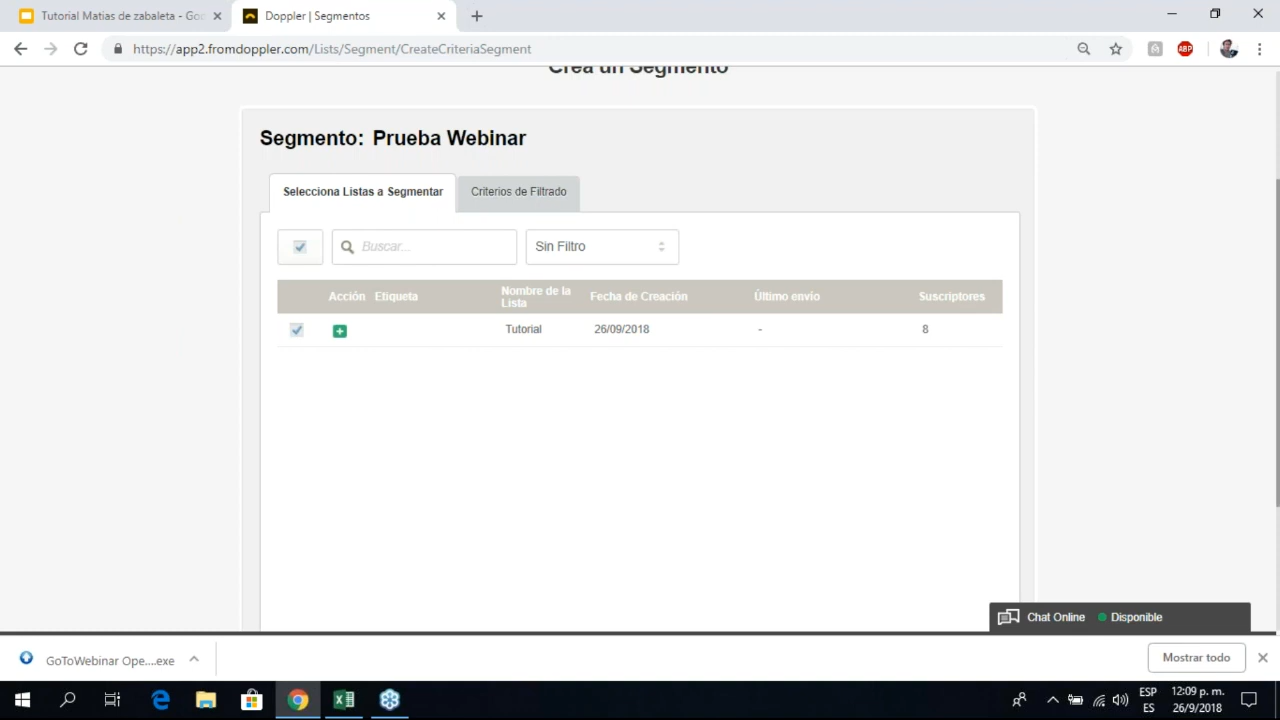 Tutorial Matias de zabaleta - Goo
Doppler | Segmentos
https://app2.fromdoppler.com/Lists/Segment/CreateCriteriaSegment
ABP
Crea un Segmento
Segmento: Prueba Webinar
Selecciona Listas a Segmentar
Criterios de Filtrado
Buscar...
Sin Filtro
Acción Etiqueta Nombre de la Lista Fecha de Creación Último envío Suscriptores
Tutorial 26/09/2018 - 8
Chat Online Disponible
GoToWebinar Ope....exe
Mostrar todo
ESP 12:09 p. m.
ES 26/9/2018